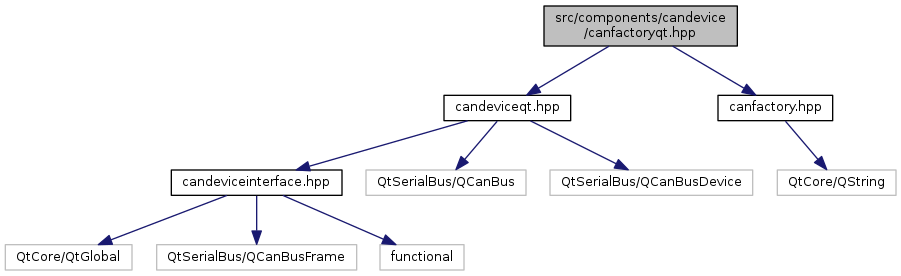 src/components/candevice
/canfactoryqt.hpp
candeviceqt.hpp
canfactory.hpp
candeviceinterface.hpp
QtSerialBus/QCanBus
QtSerialBus/QCanBusDevice
QtCore/QString
QtCore/QtGlobal
QtSerialBus/QCanBusFrame
functional